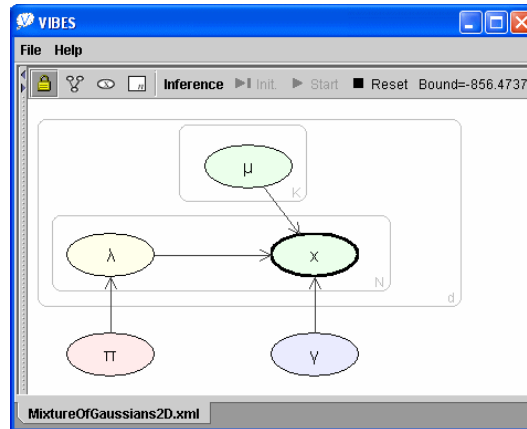 VIBES
File Help
n Inference Init. Start Reset Bound=-856.4737
μ
K
λ x
N
d
π γ
MixtureOfGaussians2D.xml